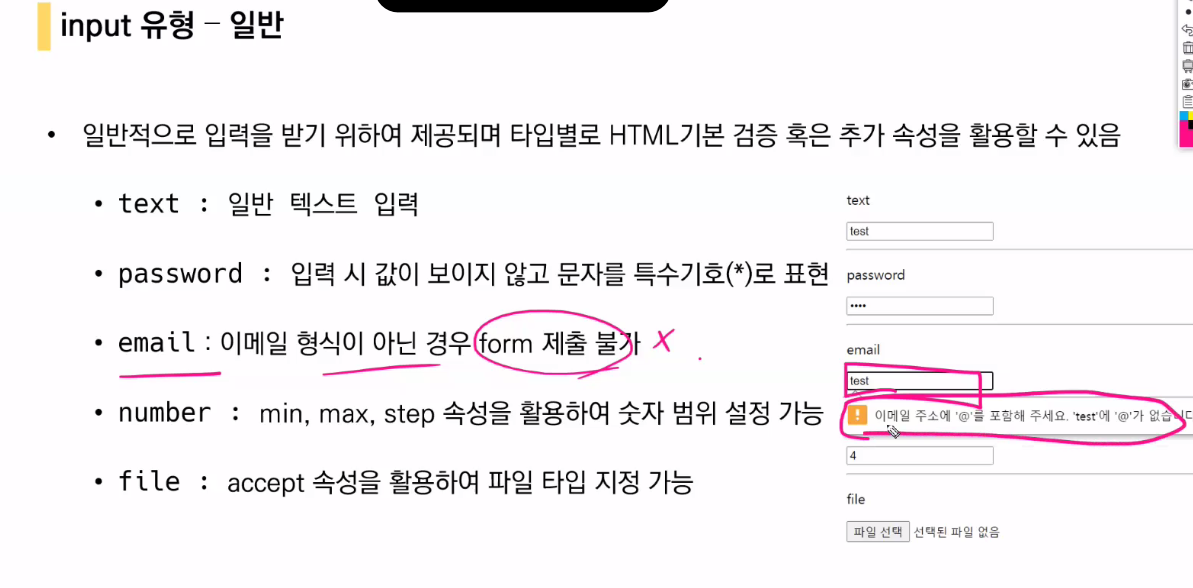 input 유형 – 일반
• 일반적으로 입력을 받기 위하여 제공되며 타입별로 HTML기본 검증 혹은 추가 속성을 활용할 수 있음
• text : 일반 텍스트 입력
• password : 입력 시 값이 보이지 않고 문자를 특수기호(*)로 표현
• email : 이메일 형식이 아닌 경우 form 제출 불가 X
• number : min, max, step 속성을 활용하여 숫자 범위 설정 가능
• file : accept 속성을 활용하여 파일 타입 지정 가능
text
test
password
••••
email
test
이메일 주소에 '@'를 포함해 주세요. 'test'에 '@'가 없습니다
4
file
파일 선택 선택된 파일 없음